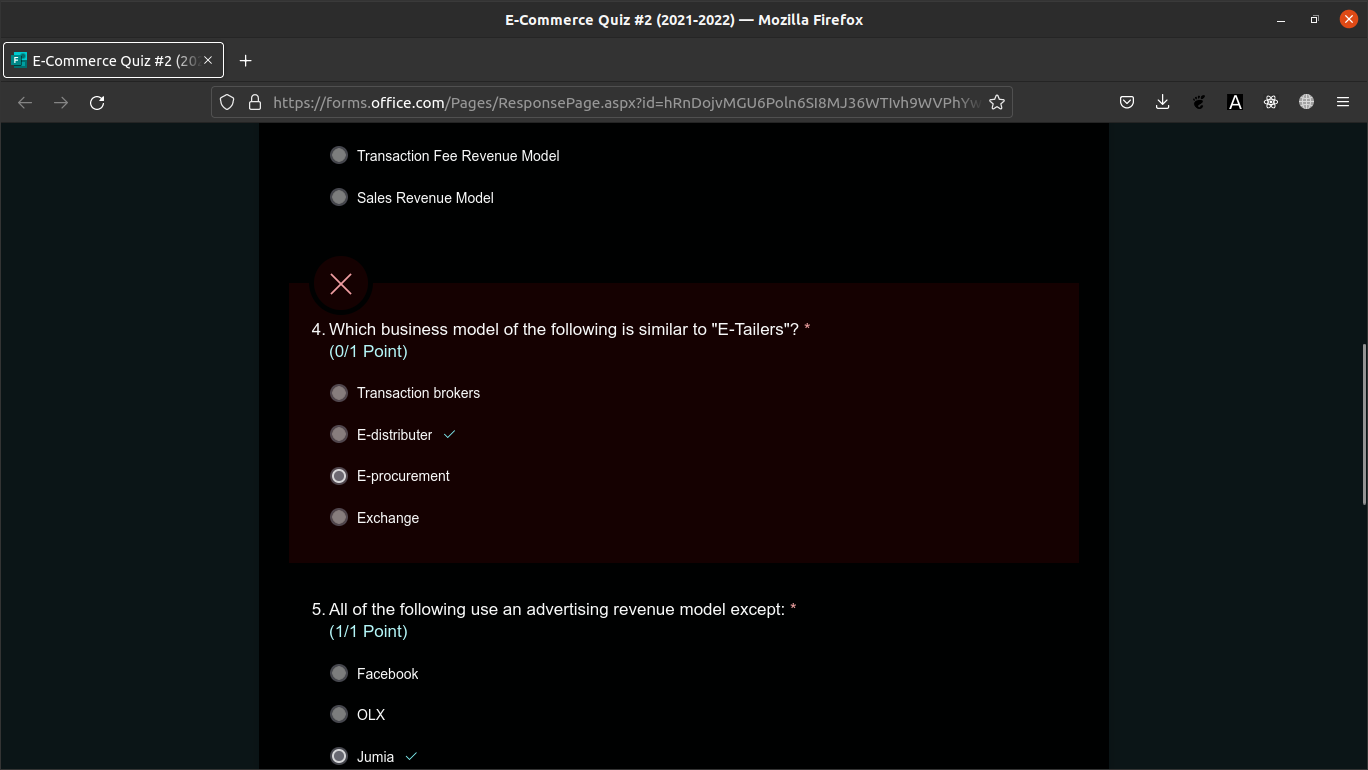 E-Commerce Quiz #2 (2021-2022) — Mozilla Firefox
E-Commerce Quiz #2 (20
https://forms.office.com/Pages/ResponsePage.aspx?id=hRnDojvMGU6Poln6SI8MJ36WTIvh9WVPhYw
Transaction Fee Revenue Model
Sales Revenue Model
4. Which business model of the following is similar to "E-Tailers"? *
(0/1 Point)
Transaction brokers
E-distributer
E-procurement
Exchange
5. All of the following use an advertising revenue model except: *
(1/1 Point)
Facebook
OLX
Jumia